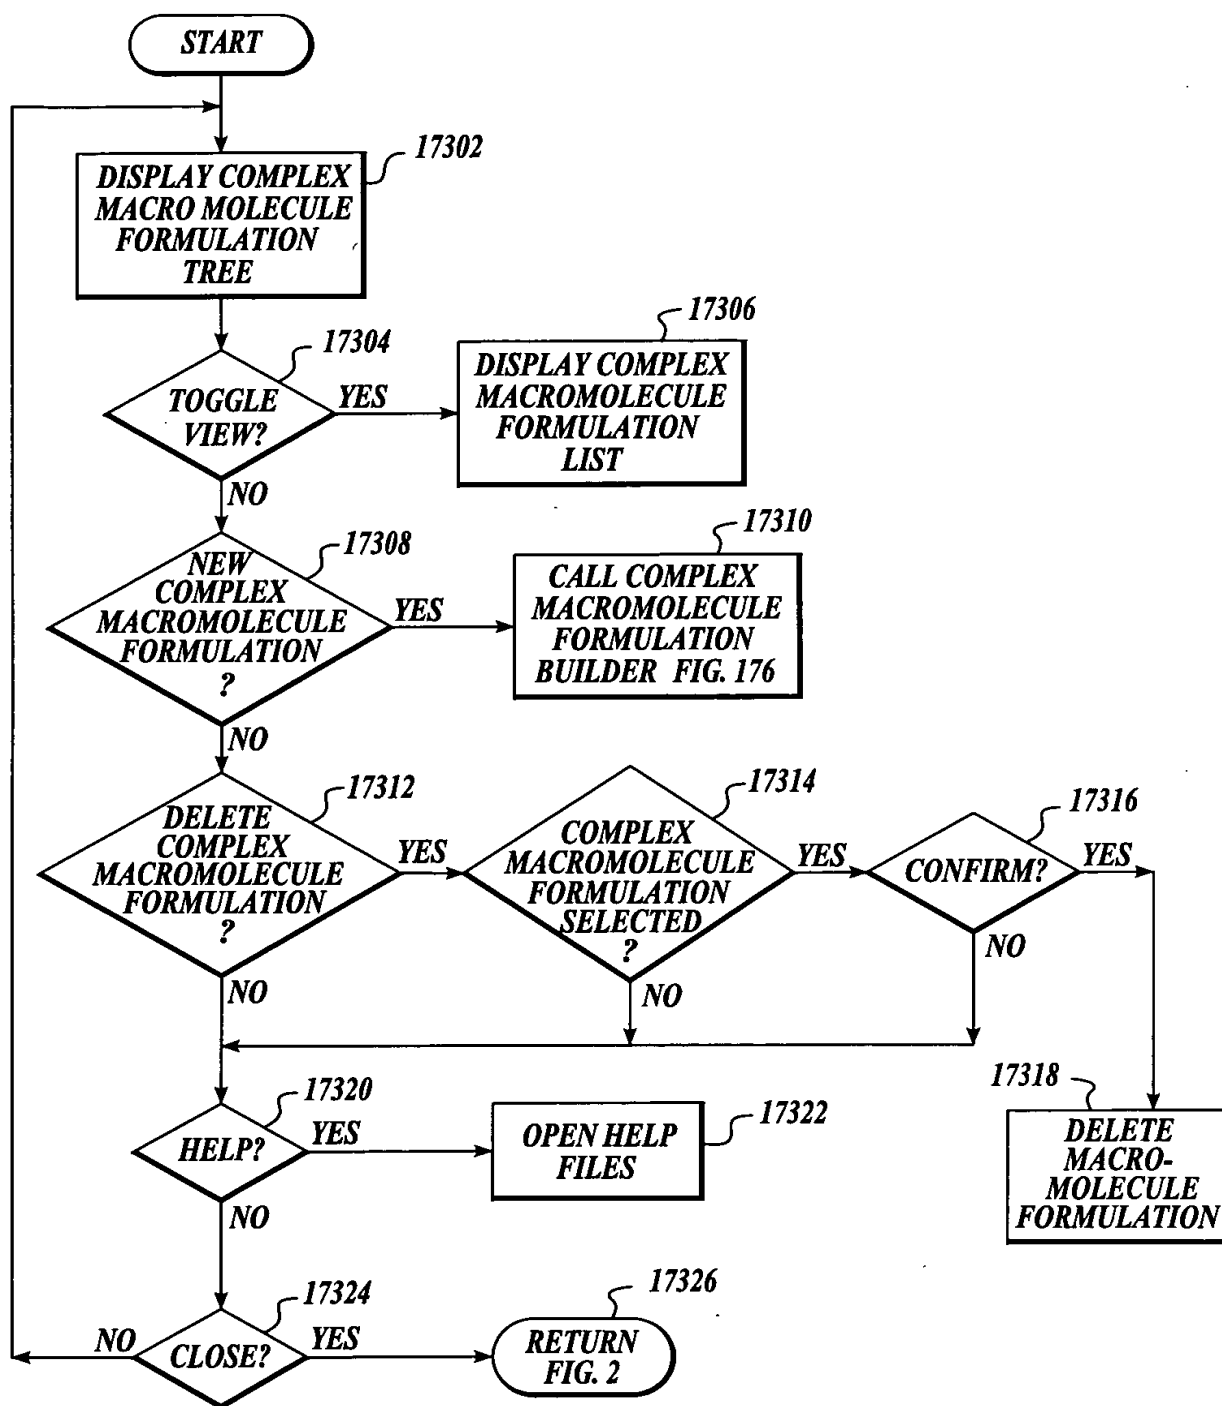 START
17302
DISPLAY COMPLEX
MACRO MOLECULE
FORMULATION
TREE
17304
TOGGLE
VIEW?
YES
NO
17306
DISPLAY COMPLEX
MACROMOLECULE
FORMULATION
LIST
17308
NEW
COMPLEX
MACROMOLECULE
FORMULATION
?
YES
NO
17310
CALL COMPLEX
MACROMOLECULE
FORMULATION
BUILDER FIG. 176
17312
DELETE
COMPLEX
MACROMOLECULE
FORMULATION
?
YES
NO
17314
COMPLEX
MACROMOLECULE
FORMULATION
SELECTED
?
YES
NO
17316
CONFIRM?
YES
NO
17318
DELETE
MACRO-
MOLECULE
FORMULATION
17320
HELP?
YES
NO
17322
OPEN HELP
FILES
17324
CLOSE?
NO
YES
17326
RETURN
FIG. 2